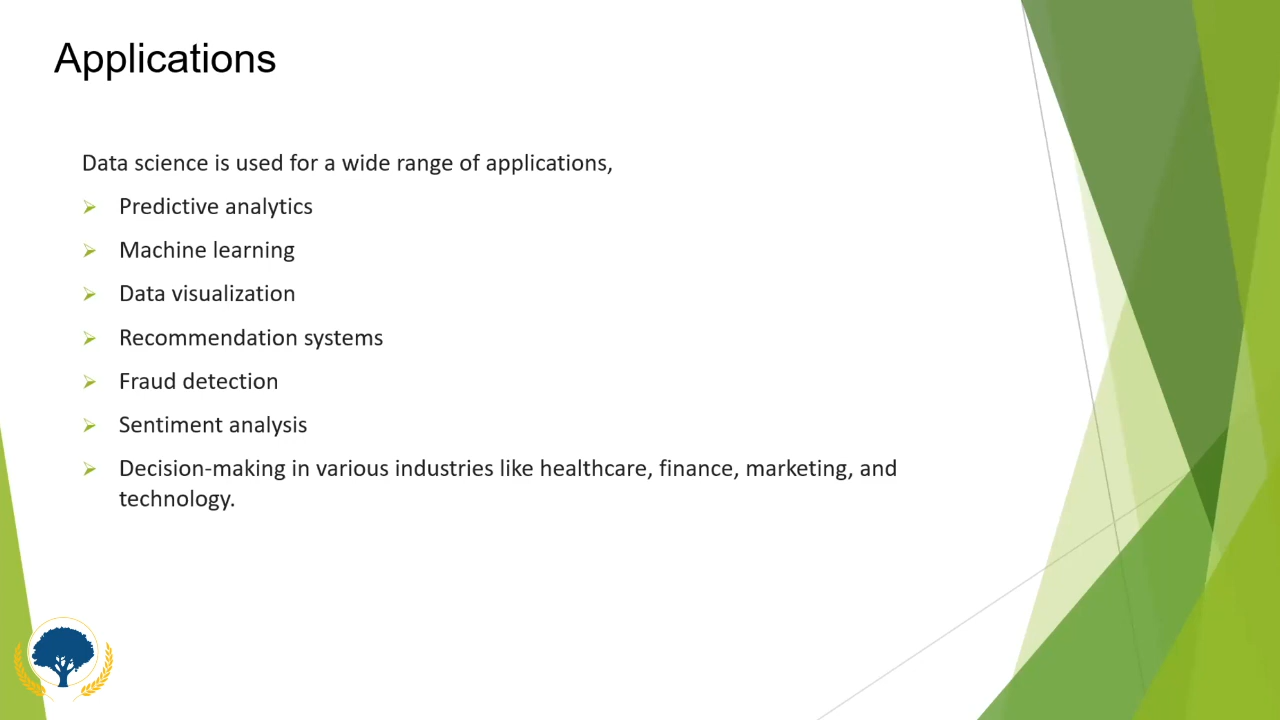 Applications
Data science is used for a wide range of applications,
Predictive analytics
Machine learning
Data visualization
Recommendation systems
Fraud detection
Sentiment analysis
Decision-making in various industries like healthcare, finance, marketing, and
technology.